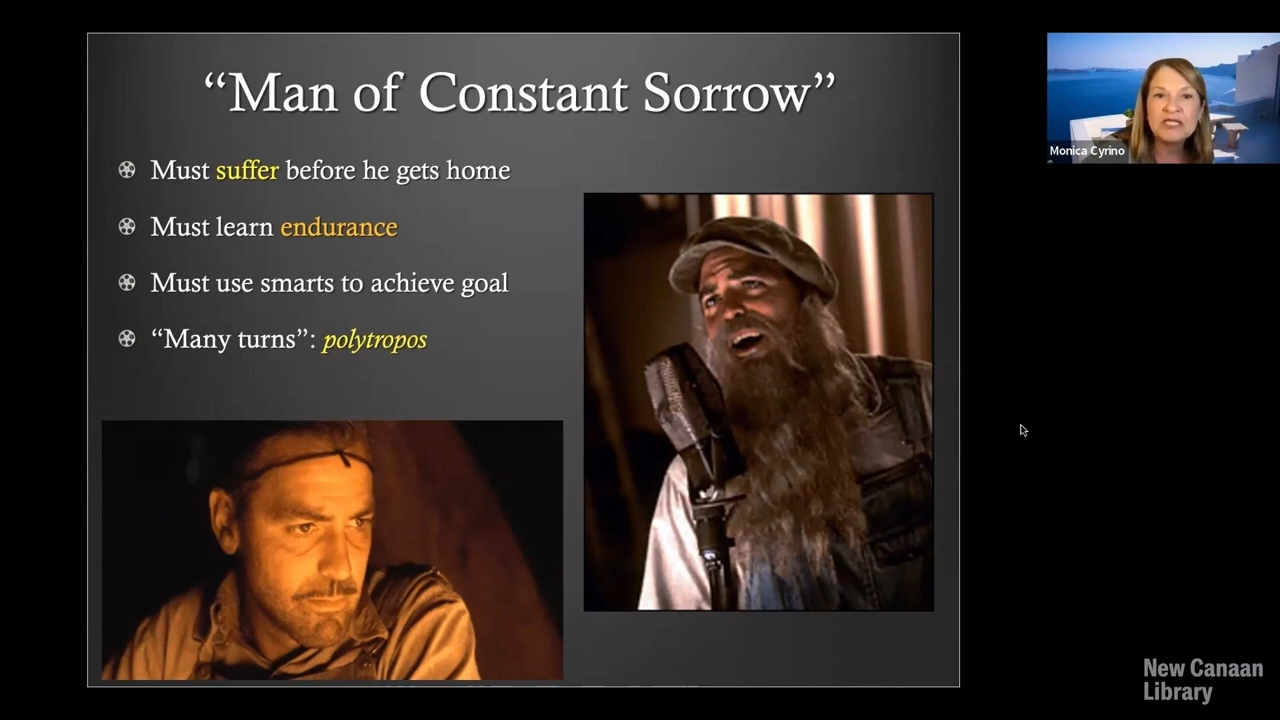 “Man of Constant Sorrow”
Must suffer before he gets home
Must learn endurance
Must use smarts to achieve goal
“Many turns”: polytropos
Monica Cyrino
New Canaan
Library